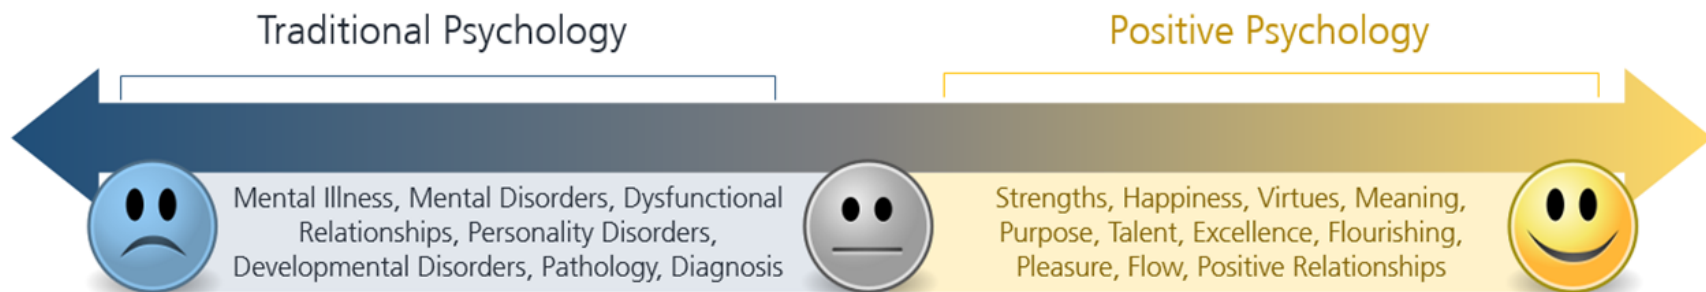 Traditional Psychology
Positive Psychology
Mental Illness, Mental Disorders, Dysfunctional
Relationships, Personality Disorders,
Developmental Disorders, Pathology, Diagnosis
Strengths, Happiness, Virtues, Meaning,
Purpose, Talent, Excellence, Flourishing,
Pleasure, Flow, Positive Relationships